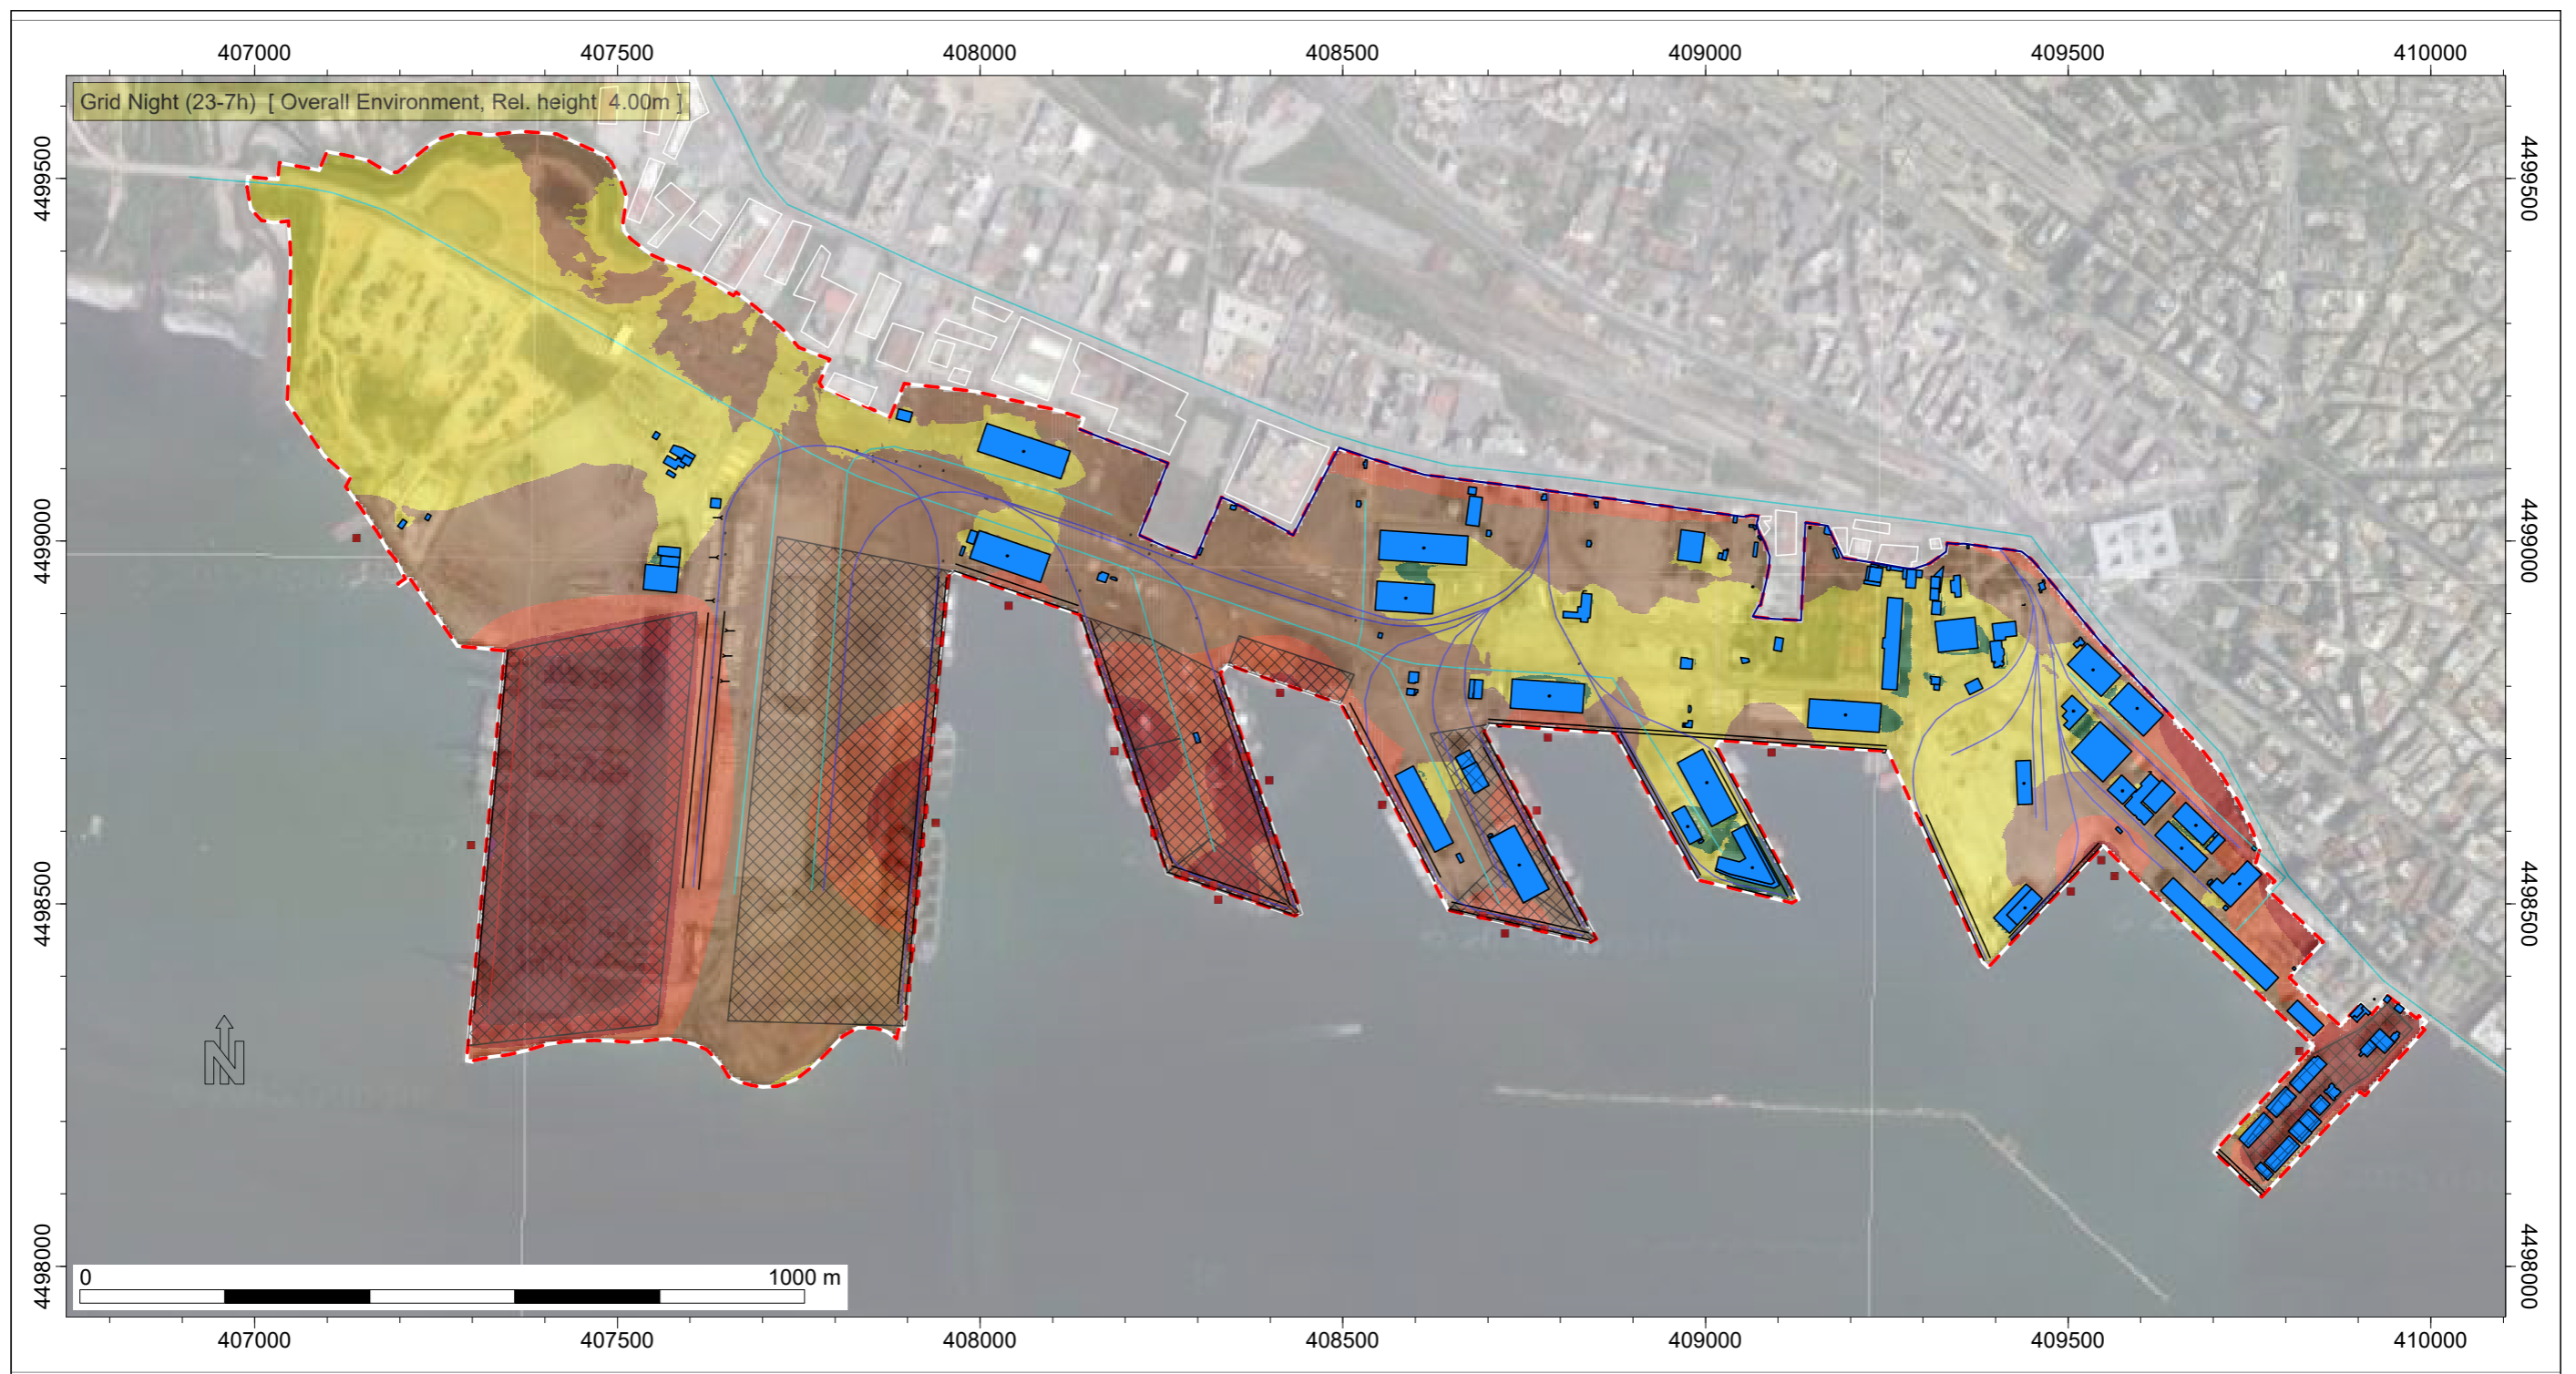 407000 407500 408000 408500 409000 409500 410000
Grid Night (23-7h) [ Overall Environment, Rel. height 4.00m ]
4499500 4499500
4499000 4499000
4498500 4498500
N
4498000 4498000
0 1000 m
407000 407500 408000 408500 409000 409500 410000